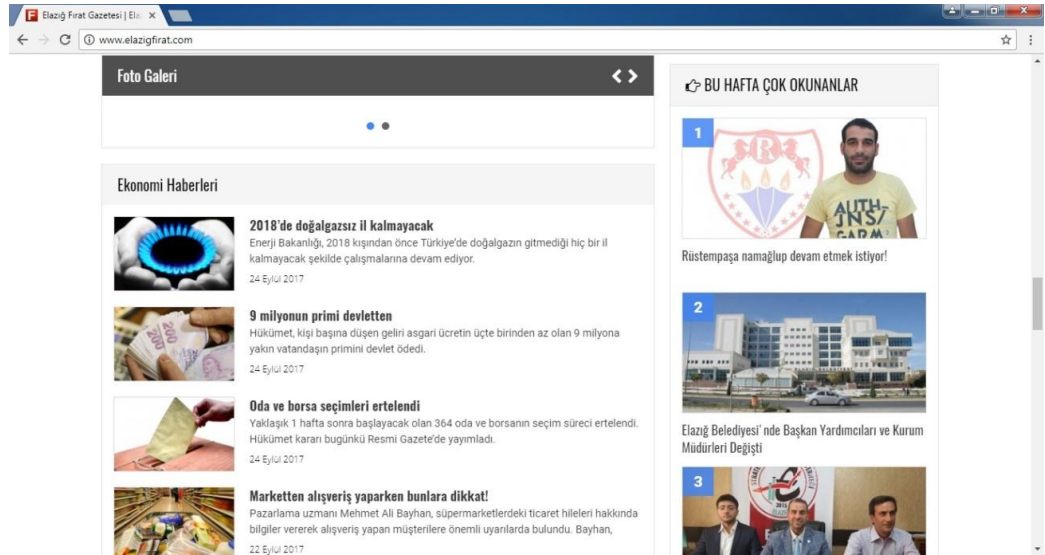 Elazığ Fırat Gazetesi | Ela
www.elazigfirat.com
Foto Galeri
Ekonomi Haberleri
2018'de doğalgazsız il kalmayacak
Enerji Bakanlığı, 2018 kışından önce Türkiye'de doğalgazın gitmediği hiç bir il
kalmayacak şekilde çalışmalarına devam ediyor.
24 Eylül 2017
9 milyonun primi devletten
Hükümet, kişi başına düşen geliri asgari ücretin üçte birinden az olan 9 milyona
yakın vatandaşın primini devlet ödedi.
24 Eylül 2017
Oda ve borsa seçimleri ertelendi
Yaklaşık 1 hafta sonra başlayacak olan 364 oda ve borsanın seçim süreci ertelendi.
Hükümet kararı bugünkü Resmi Gazete'de yayımladı.
24 Eylül 2017
Marketten alışveriş yaparken bunlara dikkat!
Pazarlama uzmanı Mehmet Ali Bayhan, süpermarketlerdeki ticaret hileleri hakkında
bilgiler vererek alışveriş yapan müşterilere önemli uyarılarda bulundu. Bayhan,
22 Eylül 2017
BU HAFTA ÇOK OKUNANLAR
1
AUTH-
JNS/
GARM
Rüstempaşa namağlup devam etmek istiyor!
2
Elazığ Belediyesi' nde Başkan Yardımcıları ve Kurum
Müdürleri Değişti
3